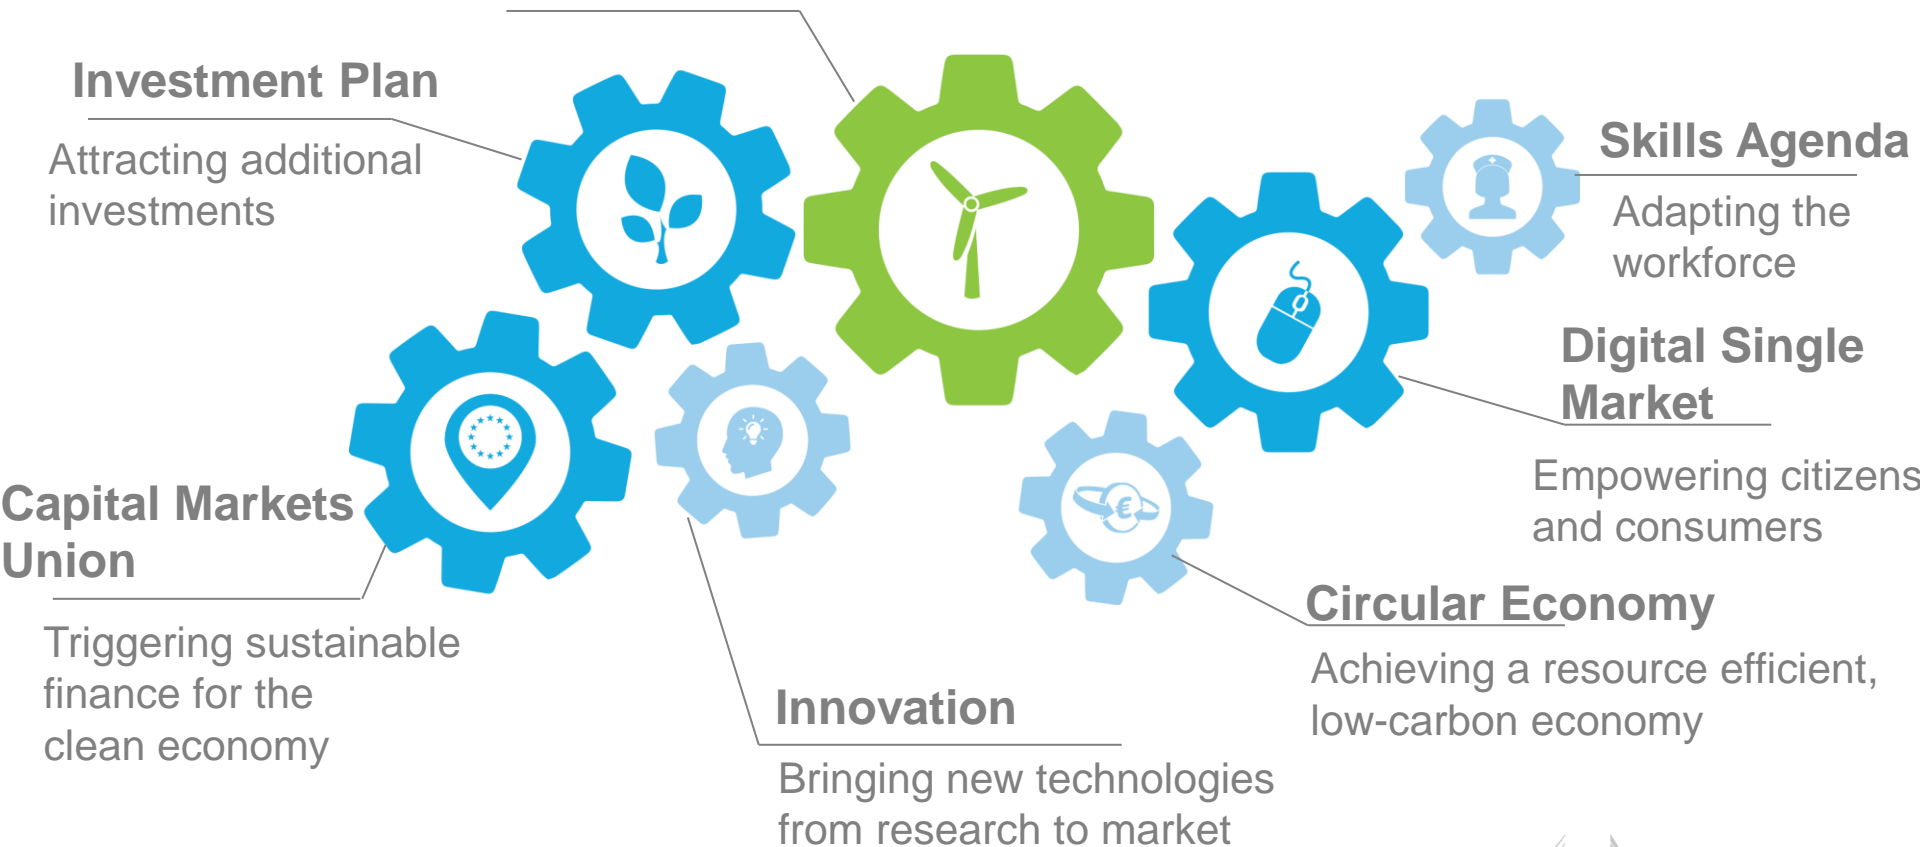 Investment Plan
Attracting additional
investments
Skills Agenda
Adapting the
workforce
Digital Single
Market
Empowering citizens
and consumers
Capital Markets
Union
Triggering sustainable
finance for the
clean economy
€
Circular Economy
Achieving a resource efficient,
low-carbon economy
Innovation
Bringing new technologies
from research to market